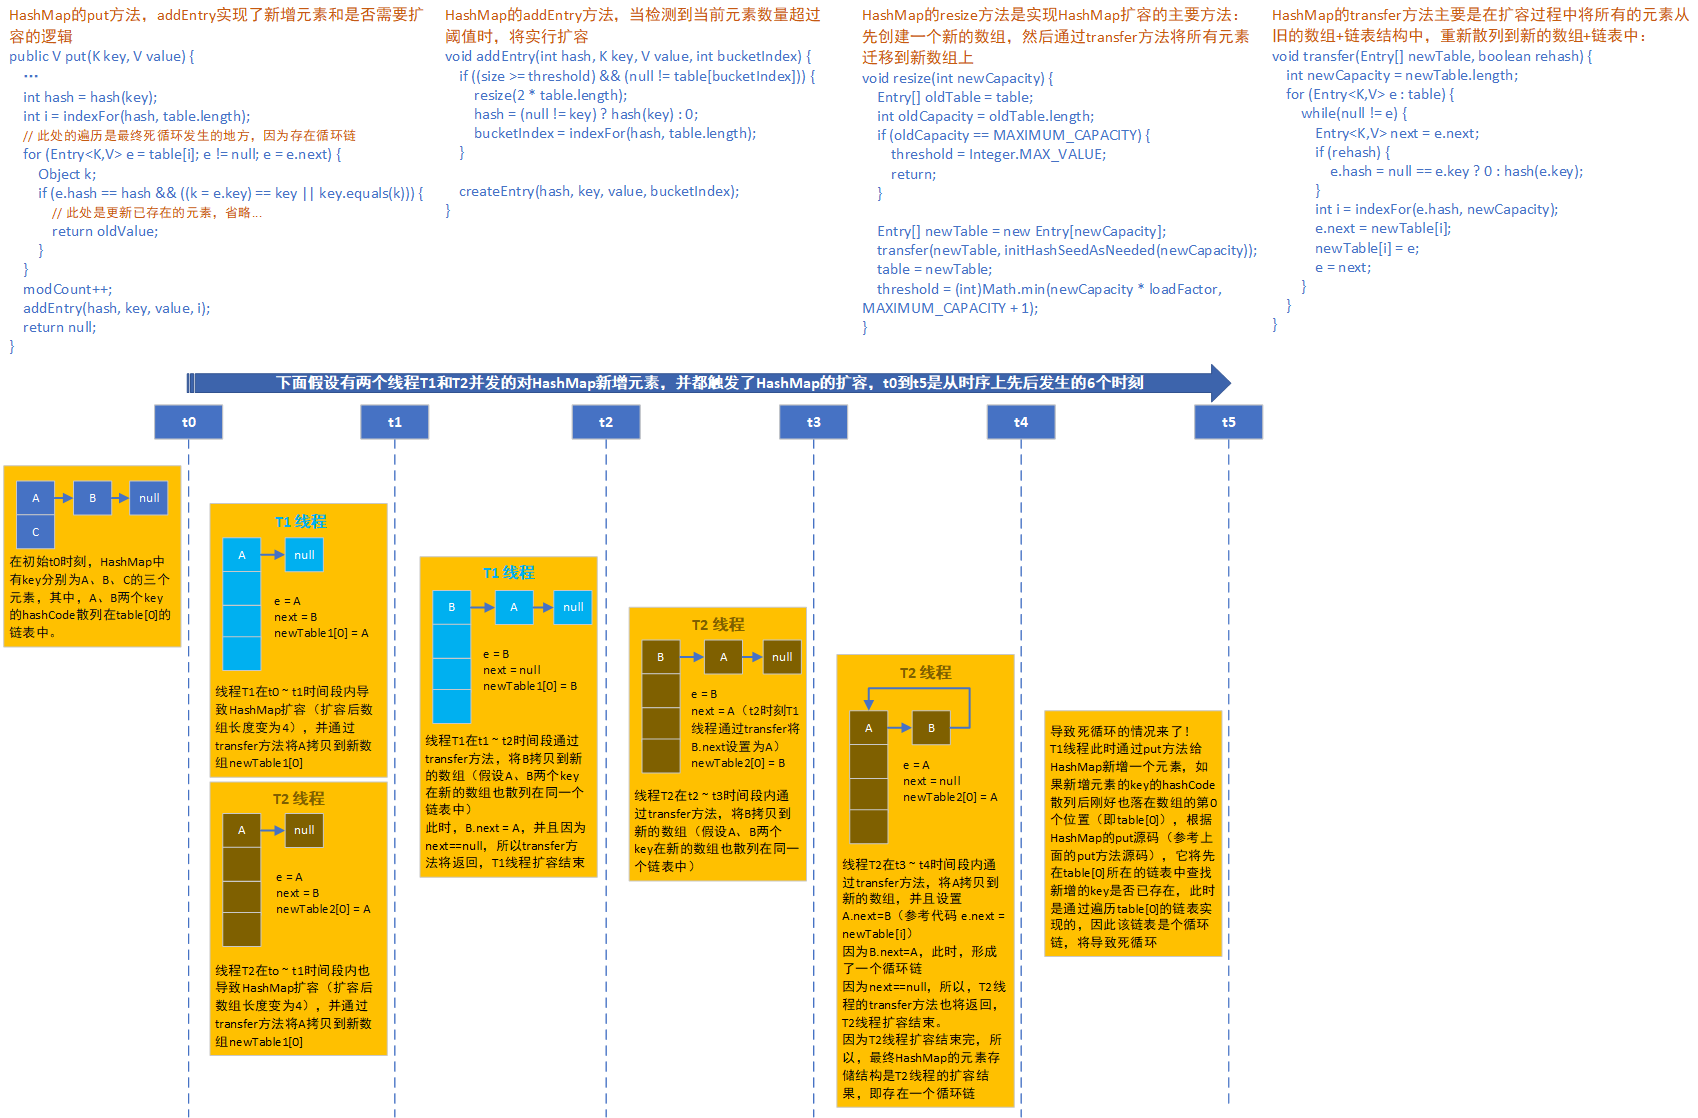 HashMap的put方法，addEntry实现了新增元素和是否需要扩
容的逻辑
public V put(K key, V value) {
...
int hash = hash(key);
int i = indexFor(hash, table.length);
// 此处的遍历是最终死循环发生的地方，因为存在循环链
for (Entry<K,V> e = table[i]; e != null; e = e.next) {
Object k;
if (e.hash == hash && ((k = e.key) == key || key.equals(k))) {
// 此处是更新已存在的元素，省略...
return oldValue;
}
}
modCount++;
addEntry(hash, key, value, i);
return null;
}
HashMap的addEntry方法，当检测到当前元素数量超过
阈值时，将实行扩容
void addEntry(int hash, K key, V value, int bucketIndex) {
if ((size >= threshold) && (null != table[bucketIndex])) {
resize(2 * table.length);
hash = (null != key) ? hash(key) : 0;
bucketIndex = indexFor(hash, table.length);
}
createEntry(hash, key, value, bucketIndex);
}
HashMap的resize方法是实现HashMap扩容的主要方法：
先创建一个新的数组，然后通过transfer方法将所有元素
迁移到新数组上
void resize(int newCapacity) {
Entry[] oldTable = table;
int oldCapacity = oldTable.length;
if (oldCapacity == MAXIMUM_CAPACITY) {
threshold = Integer.MAX_VALUE;
return;
}
Entry[] newTable = new Entry[newCapacity];
transfer(newTable, initHashSeedAsNeeded(newCapacity));
table = newTable;
threshold = (int)Math.min(newCapacity * loadFactor,
MAXIMUM_CAPACITY + 1);
}
HashMap的transfer方法主要是在扩容过程中将所有的元素从
旧的数组+链表结构中，重新散列到新的数组+链表中：
void transfer(Entry[] newTable, boolean rehash) {
int newCapacity = newTable.length;
for (Entry<K,V> e : table) {
while(null != e) {
Entry<K,V> next = e.next;
if (rehash) {
e.hash = null == e.key ? 0 : hash(e.key);
}
int i = indexFor(e.hash, newCapacity);
e.next = newTable[i];
newTable[i] = e;
e = next;
}
}
}
下面假设有两个线程T1和T2并发的对HashMap新增元素，并都触发了HashMap的扩容，t0到t5是从时序上先后发生的6个时刻
t0
t1
t2
t3
t4
t5
A
B
null
C
在初始t0时刻，HashMap中
有key分别为A、B、C的三个
元素，其中，A、B两个key
的hashCode散列在table[0]的
链表中。
T1 线程
A
null
e = A
next = B
newTable1[0] = A
线程T1在t0 ~ t1时间段内导
致HashMap扩容（扩容后数
组长度变为4），并通过
transfer方法将A拷贝到新数
组newTable1[0]
T2 线程
A
null
e = A
next = B
newTable2[0] = A
线程T2在to ~ t1时间段内也
导致HashMap扩容（扩容后
数组长度变为4），并通过
transfer方法将A拷贝到新数
组newTable1[0]
T1 线程
B
A
null
e = B
next = null
newTable1[0] = B
线程T1在t1 ~ t2时间段通过
transfer方法，将B拷贝到新
的数组（假设A、B两个key
在新的数组也散列在同一个
链表中）
此时，B.next = A，并且因为
next==null，所以transfer方
法将返回，T1线程扩容结束
T2 线程
B
A
null
e = B
next = A（t2时刻T1
线程通过transfer将
B.next设置为A）
newTable2[0] = B
线程T2在t2 ~ t3时间段内通
过transfer方法，将B拷贝到
新的数组（假设A、B两个
key在新的数组也散列在同一
个链表中）
T2 线程
A
B
e = A
next = null
newTable2[0] = A
线程T2在t3 ~ t4时间段内通
过transfer方法，将A拷贝到
新的数组，并且设置
A.next=B（参考代码 e.next =
newTable[i]）
因为B.next=A，此时，形成
了一个循环链
因为next==null，所以，T2线
程的transfer方法也将返回，
T2线程扩容结束。
因为T2线程扩容结束完，所
以，最终HashMap的元素存
储结构是T2线程的扩容结
果，即存在一个循环链
导致死循环的情况来了！
T1线程此时通过put方法给
HashMap新增一个元素，如
果新增元素的key的hashCode
散列后刚好也落在数组的第0
个位置（即table[0]），根据
HashMap的put源码（参考上
面的put方法源码），它将先
在table[0]所在的链表中查找
新增的key是否已存在，此时
是通过遍历table[0]的链表实
现的，因此该链表是个循环
链，将导致死循环